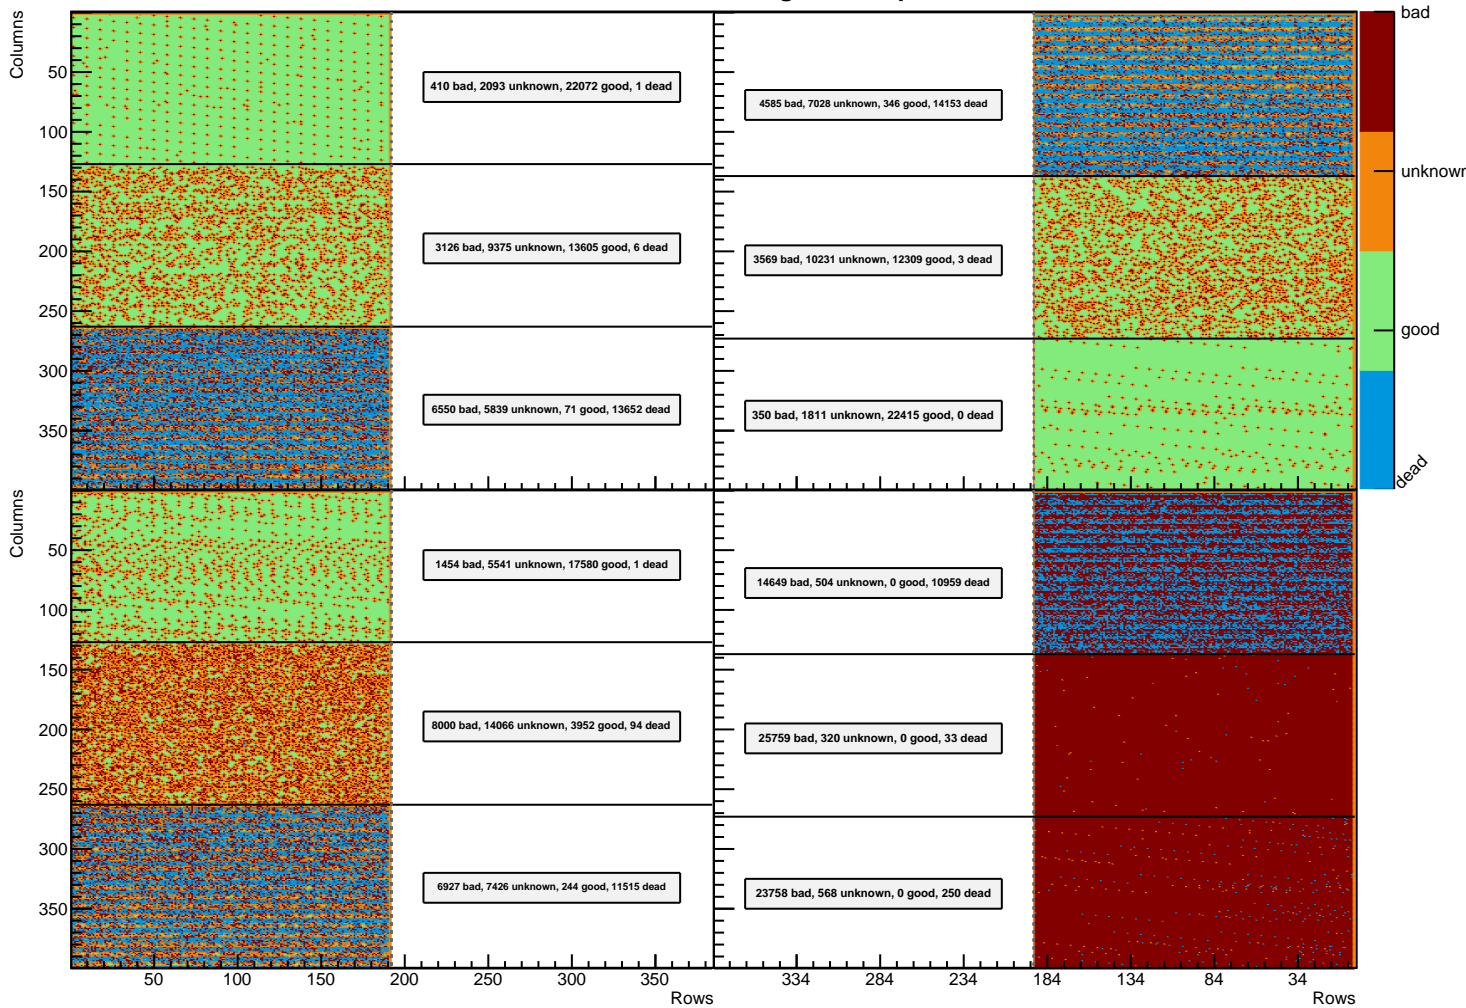 Columns
50
100
150
200
250
300
350
410 bad, 2093 unknown, 22072 good, 1 dead
3126 bad, 9375 unknown, 13605 good, 6 dead
6550 bad, 5839 unknown, 71 good, 13652 dead
4585 bad, 7028 unknown, 346 good, 14153 dead
3569 bad, 10231 unknown, 12309 good, 3 dead
350 bad, 1811 unknown, 22415 good, 0 dead
bad
unknown
good
dead
Columns
50
100
150
200
250
300
350
1454 bad, 5541 unknown, 17580 good, 1 dead
8000 bad, 14066 unknown, 3952 good, 94 dead
6927 bad, 7426 unknown, 244 good, 11515 dead
14649 bad, 504 unknown, 0 good, 10959 dead
25759 bad, 320 unknown, 0 good, 33 dead
23758 bad, 568 unknown, 0 good, 250 dead
50 100 150 200 250 300 350
Rows
334 284 234 184 134 84 34
Rows